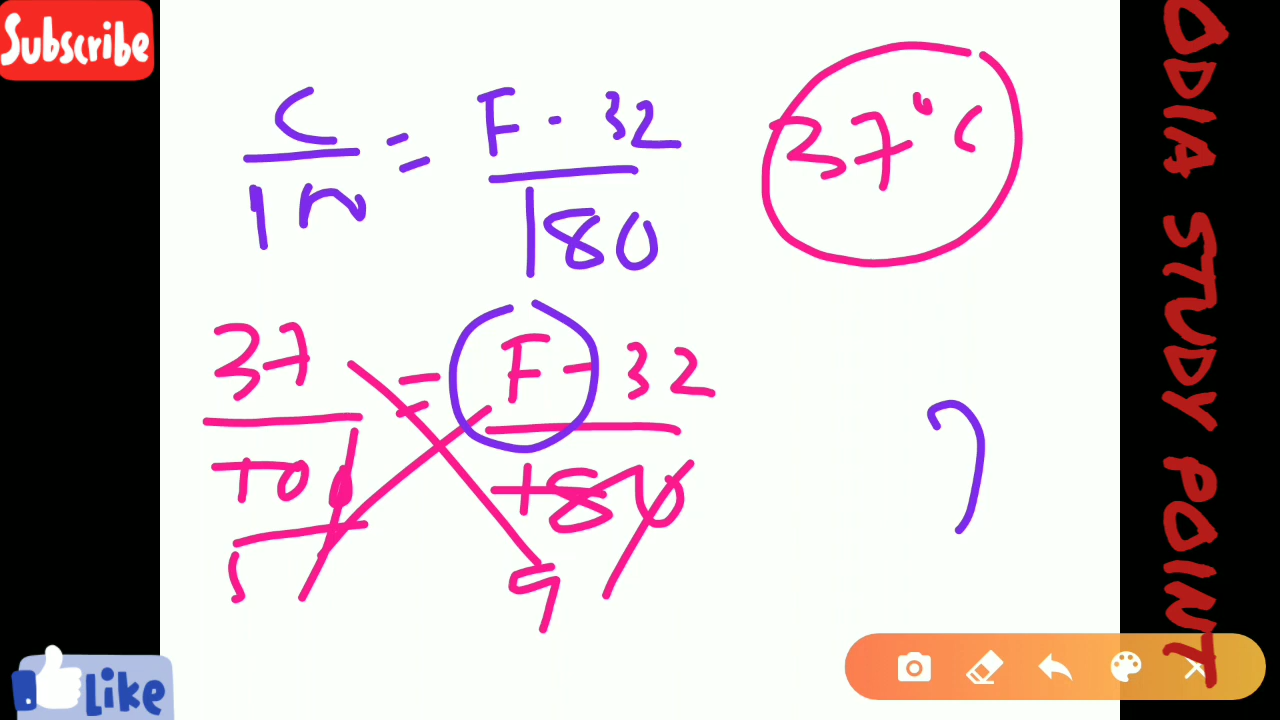 Subscribe
C/100 = F - 32/180
37°C
37/100 = F - 32/180
5 9
Like
ODIA STUDY POINT